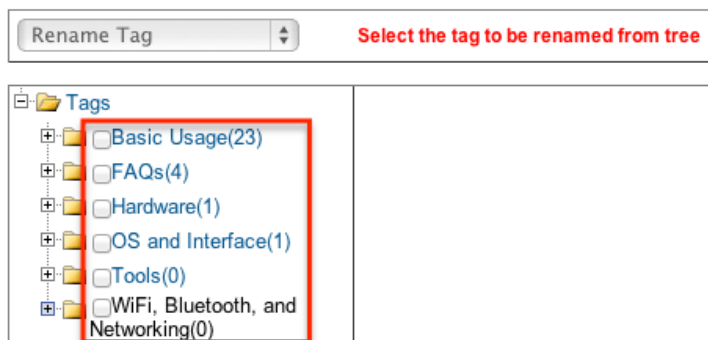 Rename Tag
Select the tag to be renamed from tree
Tags
Basic Usage(23)
FAQs(4)
Hardware(1)
OS and Interface(1)
Tools(0)
WiFi, Bluetooth, and
Networking(0)